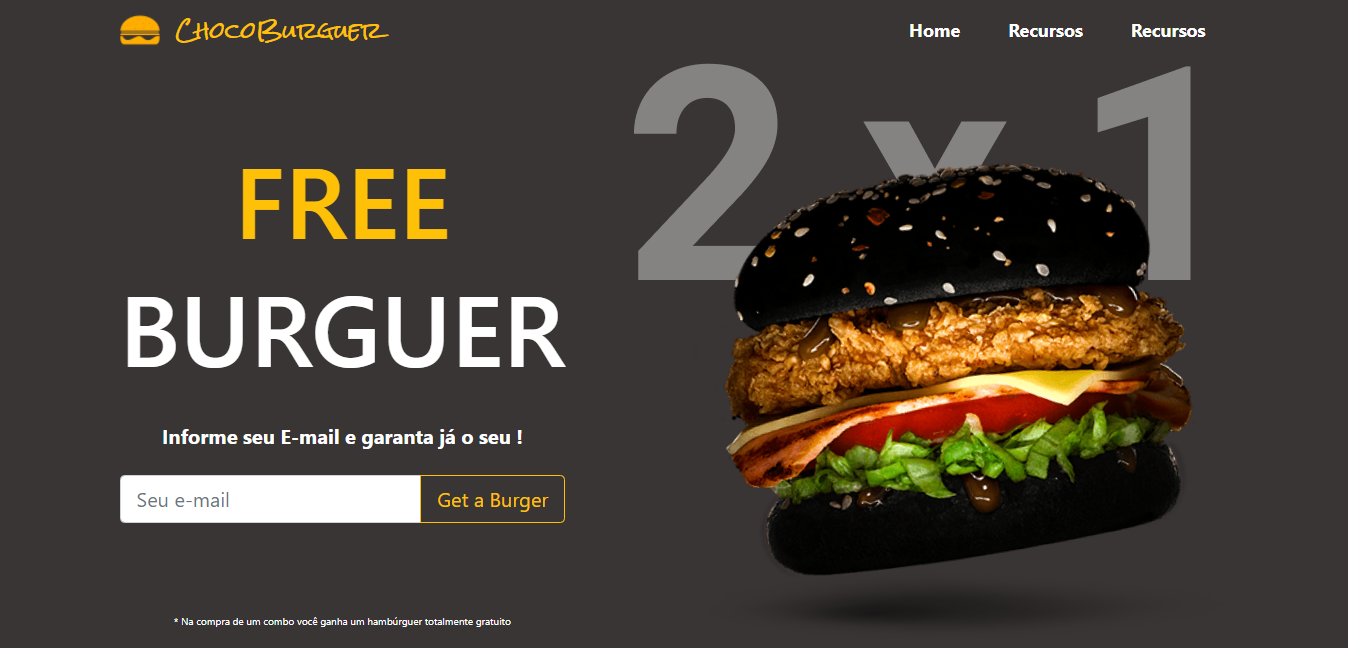 ChocoBurguer
Home
Recursos
Recursos
2 x 1
FREE
BURGUER
Informe seu E-mail e garanta já o seu !
Seu e-mail
Get a Burger
* Na compra de um combo você ganha um hambúrguer totalmente gratuito